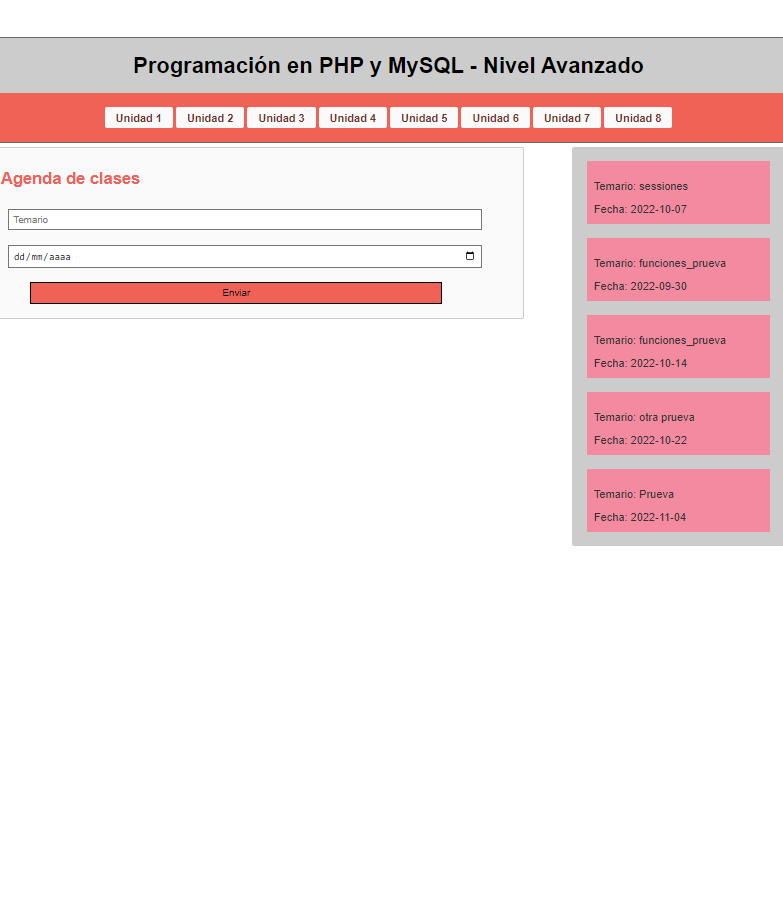 Programación en PHP y MySQL - Nivel Avanzado
Unidad 1 Unidad 2 Unidad 3 Unidad 4 Unidad 5 Unidad 6 Unidad 7 Unidad 8
Agenda de clases
Temario
dd/mm/aaaa
Enviar
Temario: sessiones
Fecha: 2022-10-07
Temario: funciones_prueva
Fecha: 2022-09-30
Temario: funciones_prueva
Fecha: 2022-10-14
Temario: otra prueva
Fecha: 2022-10-22
Temario: Prueva
Fecha: 2022-11-04